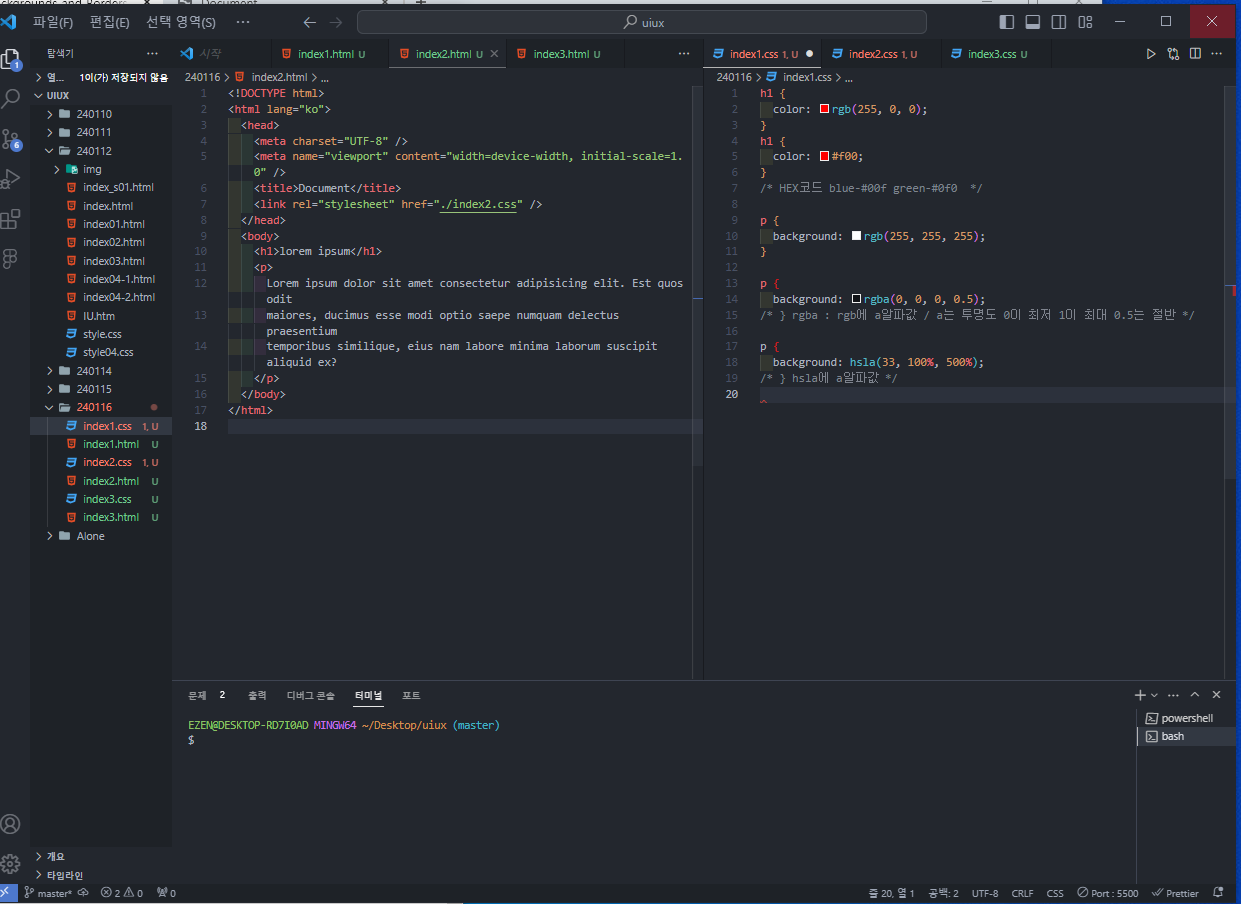 Document
파일(F) 편집(E) 선택 영역(S) ··· uiux
탐색기 ···
열... 1이(가) 저장되지 않음
UIUX
240110
240111
240112
img
index_s01.html
index.html
index01.html
index02.html
index03.html
index04-1.html
index04-2.html
IU.htm
style.css
style04.css
240114
240115
240116
index1.css 1, U
index1.html U
index2.css 1, U
index2.html U
index3.css U
index3.html U
Alone
개요
타임라인
시작 index1.html U index2.html U index3.html U ···
240116 > index2.html > ...
1 <!DOCTYPE html>
2 <html lang="ko">
3 <head>
4 <meta charset="UTF-8" />
5 <meta name="viewport" content="width=device-width, initial-scale=1.
0" />
6 <title>Document</title>
7 <link rel="stylesheet" href="./index2.css" />
8 </head>
9 <body>
10 <h1>lorem ipsum</h1>
11 <p>
12 Lorem ipsum dolor sit amet consectetur adipisicing elit. Est quos
odit
13 maiores, ducimus esse modi optio saepe numquam delectus
praesentium
14 temporibus similique, eius nam labore minima laborum suscipit
aliquid ex?
15 </p>
16 </body>
17 </html>
18
index1.css 1, U index2.css 1, U index3.css U
240116 > index1.css > ...
1 h1 {
2 color: rgb(255, 0, 0);
3 }
4 h1 {
5 color: #f00;
6 }
7 /* HEX코드 blue-#00f green-#0f0 */
8
9 p {
10 background: rgb(255, 255, 255);
11 }
12
13 p {
14 background: rgba(0, 0, 0, 0.5);
15 /* } rgba : rgb에 a알파값 / a는 투명도 0이 최저 1이 최대 0.5는 절반 */
16
17 p {
18 background: hsla(33, 100%, 500%);
19 /* } hsla에 a알파값 */
20
문제 2 출력 디버그 콘솔 터미널 포트
EZEN@DESKTOP-RD7I0AD MINGW64 ~/Desktop/uiux (master)
$
powershell
bash
1
6
master* 2 0 0 줄 20, 열 1 공백: 2 UTF-8 CRLF CSS Port : 5500 Prettier